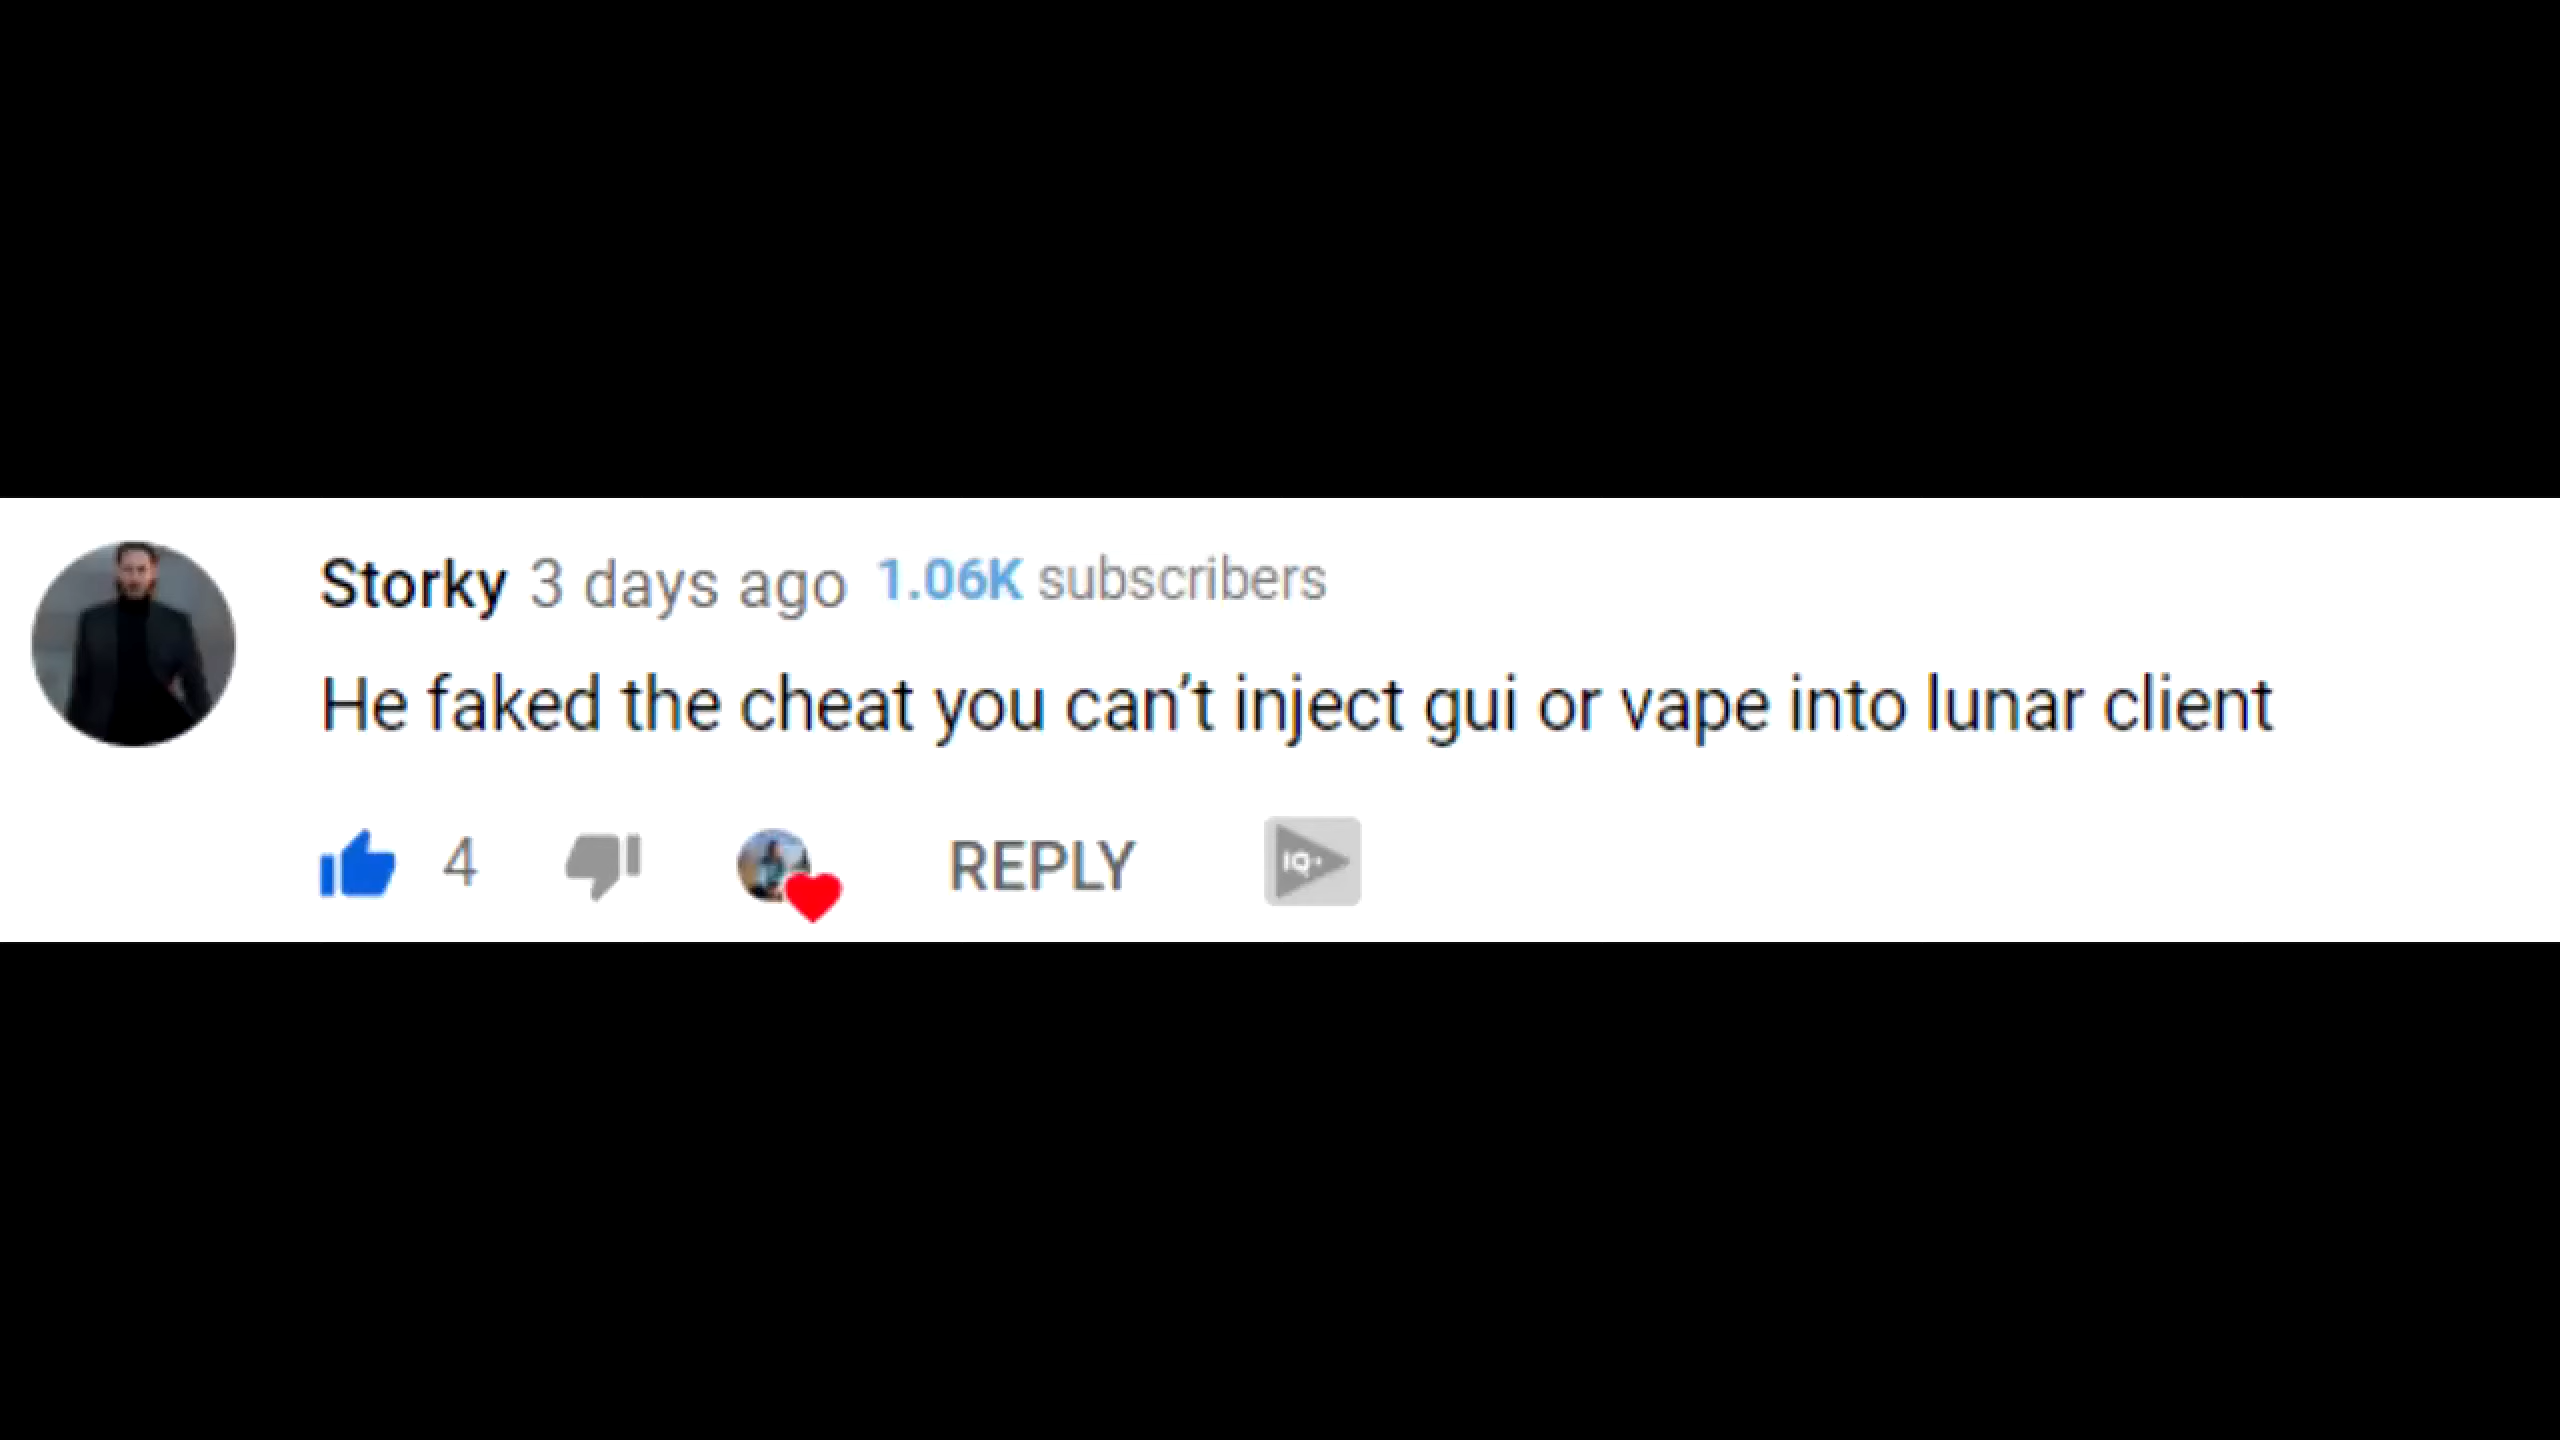 Storky 3 days ago 1.06K subscribers
He faked the cheat you can’t inject gui or vape into lunar client
4 REPLY IQ